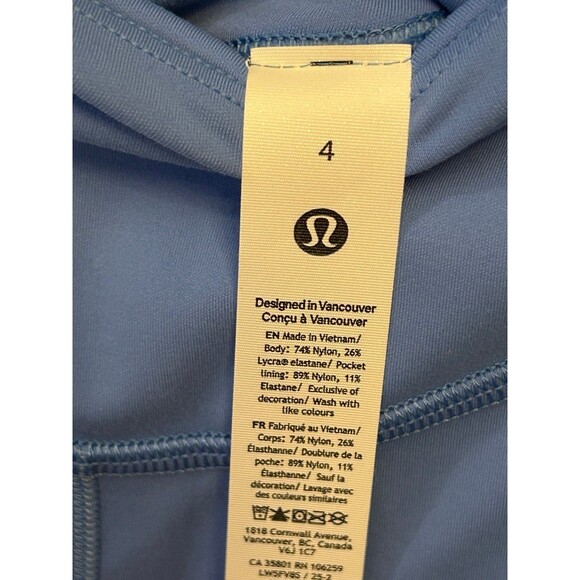 4
Designed in Vancouver
Conçu à Vancouver
EN Made in Vietnam/
Body: 74% Nylon, 26%
Lycra® elastane/ Pocket
lining: 89% Nylon, 11%
Elastane/ Exclusive of
decoration/ Wash with
like colours
FR Fabriqué au Vietnam/
Corps: 74% Nylon, 26%
Élasthanne/ Doublure de la
poche: 89% Nylon, 11%
Élasthanne/ Sauf la
décoration/ Lavage avec
des couleurs similaires
1818 Cornwall Avenue,
Vancouver, BC, Canada
V6J 1C7
CA 35801 RN 106259
LW5FV8S / 25-2